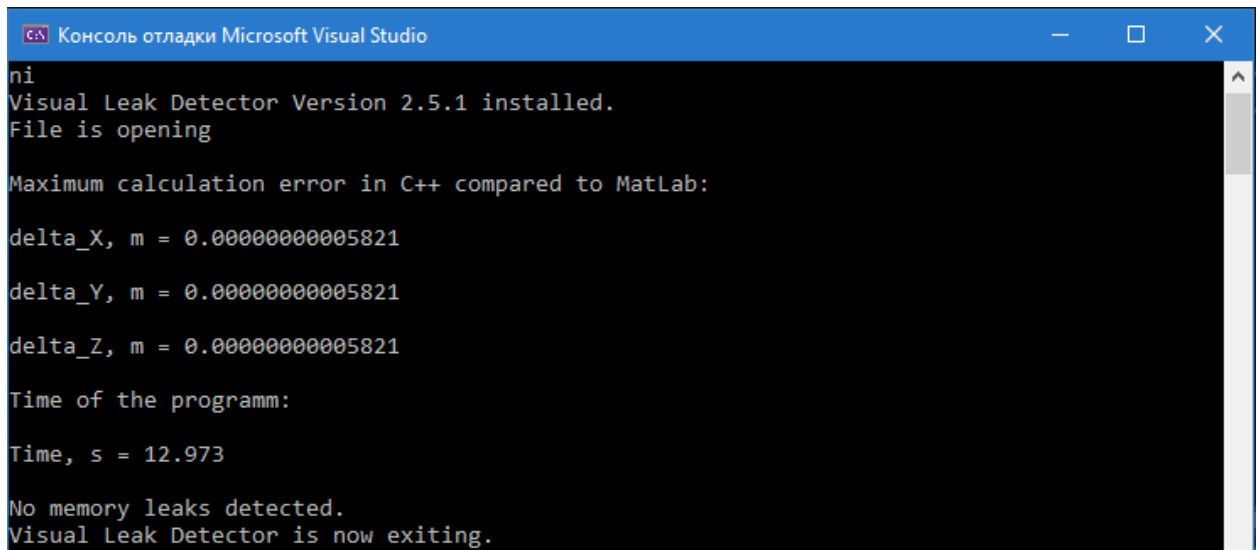 Консоль отладки Microsoft Visual Studio
ni
Visual Leak Detector Version 2.5.1 installed.
File is opening
Maximum calculation error in C++ compared to MatLab:
delta_X, m = 0.00000000005821
delta_Y, m = 0.00000000005821
delta_Z, m = 0.00000000005821
Time of the programm:
Time, s = 12.973
No memory leaks detected.
Visual Leak Detector is now exiting.